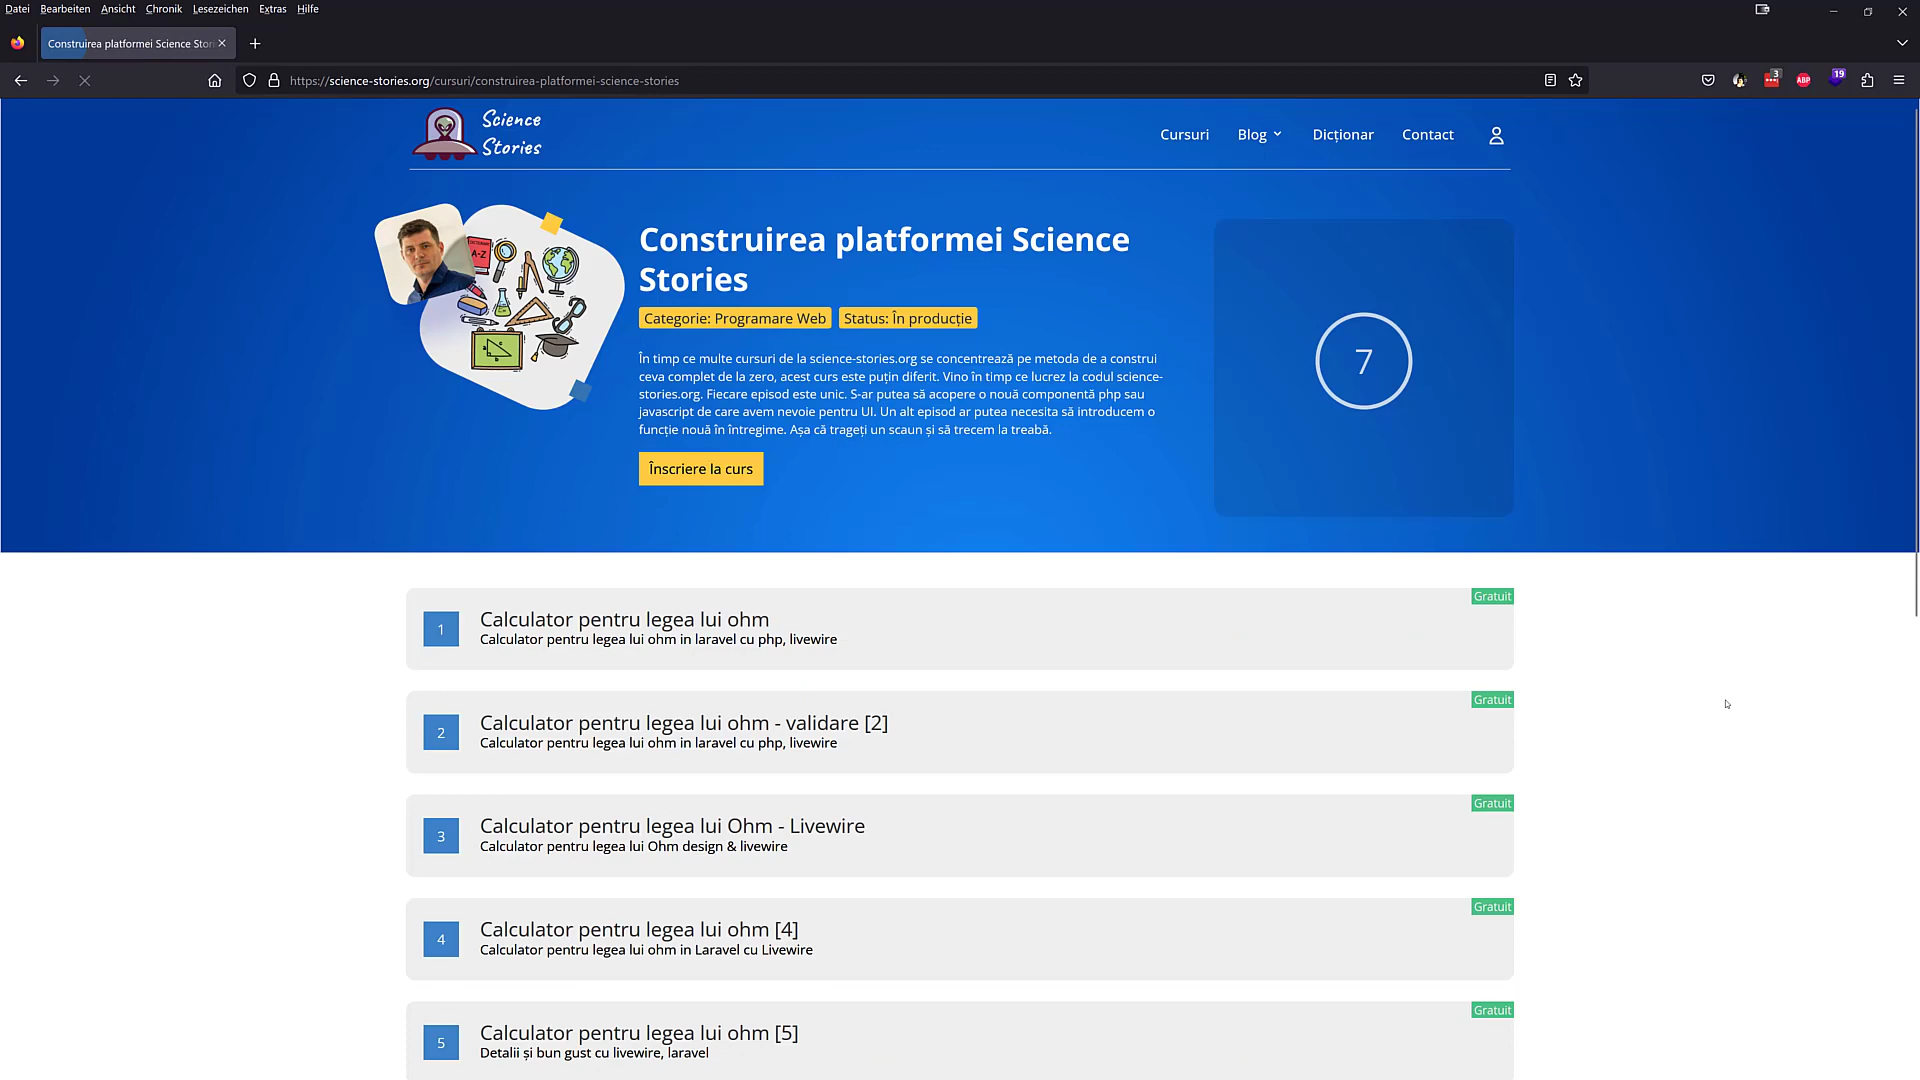 Datei Bearbeiten Ansicht Chronik Lesezeichen Extras Hilfe
Construirea platformei Science Stori
https://science-stories.org/cursuri/construirea-platformei-science-stories
3
ABP
19
Science
Stories
Cursuri Blog Dicționar Contact
A-Z
Construirea platformei Science
Stories
Categorie: Programare Web Status: În producție
În timp ce multe cursuri de la science-stories.org se concentrează pe metoda de a construi
ceva complet de la zero, acest curs este puțin diferit. Vino în timp ce lucrez la codul science-
stories.org. Fiecare episod este unic. S-ar putea să acopere o nouă componentă php sau
javascript de care avem nevoie pentru UI. Un alt episod ar putea necesita să introducem o
funcție nouă în întregime. Așa că trageți un scaun și să trecem la treabă.
Înscriere la curs
7
Gratuit
1
Calculator pentru legea lui ohm
Calculator pentru legea lui ohm in laravel cu php, livewire
Gratuit
2
Calculator pentru legea lui ohm - validare [2]
Calculator pentru legea lui ohm in laravel cu php, livewire
Gratuit
3
Calculator pentru legea lui Ohm - Livewire
Calculator pentru legea lui Ohm design & livewire
Gratuit
4
Calculator pentru legea lui ohm [4]
Calculator pentru legea lui ohm in Laravel cu Livewire
Gratuit
5
Calculator pentru legea lui ohm [5]
Detalii și bun gust cu livewire, laravel